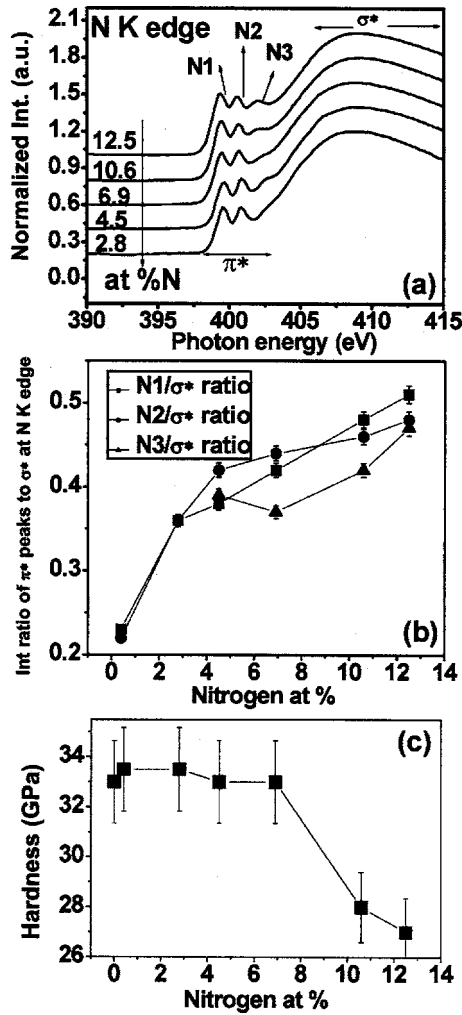 N K edge
σ*
N1
N2
N3
12.5
10.6
6.9
4.5
2.8
at %N
π*
(a)
2.1
1.8
1.5
1.2
0.9
0.6
0.3
0.0
Normalized Int. (a.u.)
390 395 400 405 410 415
Photon energy (eV)
N1/σ* ratio
N2/σ* ratio
N3/σ* ratio
(b)
0.5
0.4
0.3
0.2
Int ratio of π* peaks to σ* at N K edge
0 2 4 6 8 10 12 14
Nitrogen at %
(c)
34
32
30
28
26
Hardness (GPa)
0 2 4 6 8 10 12 14
Nitrogen at %